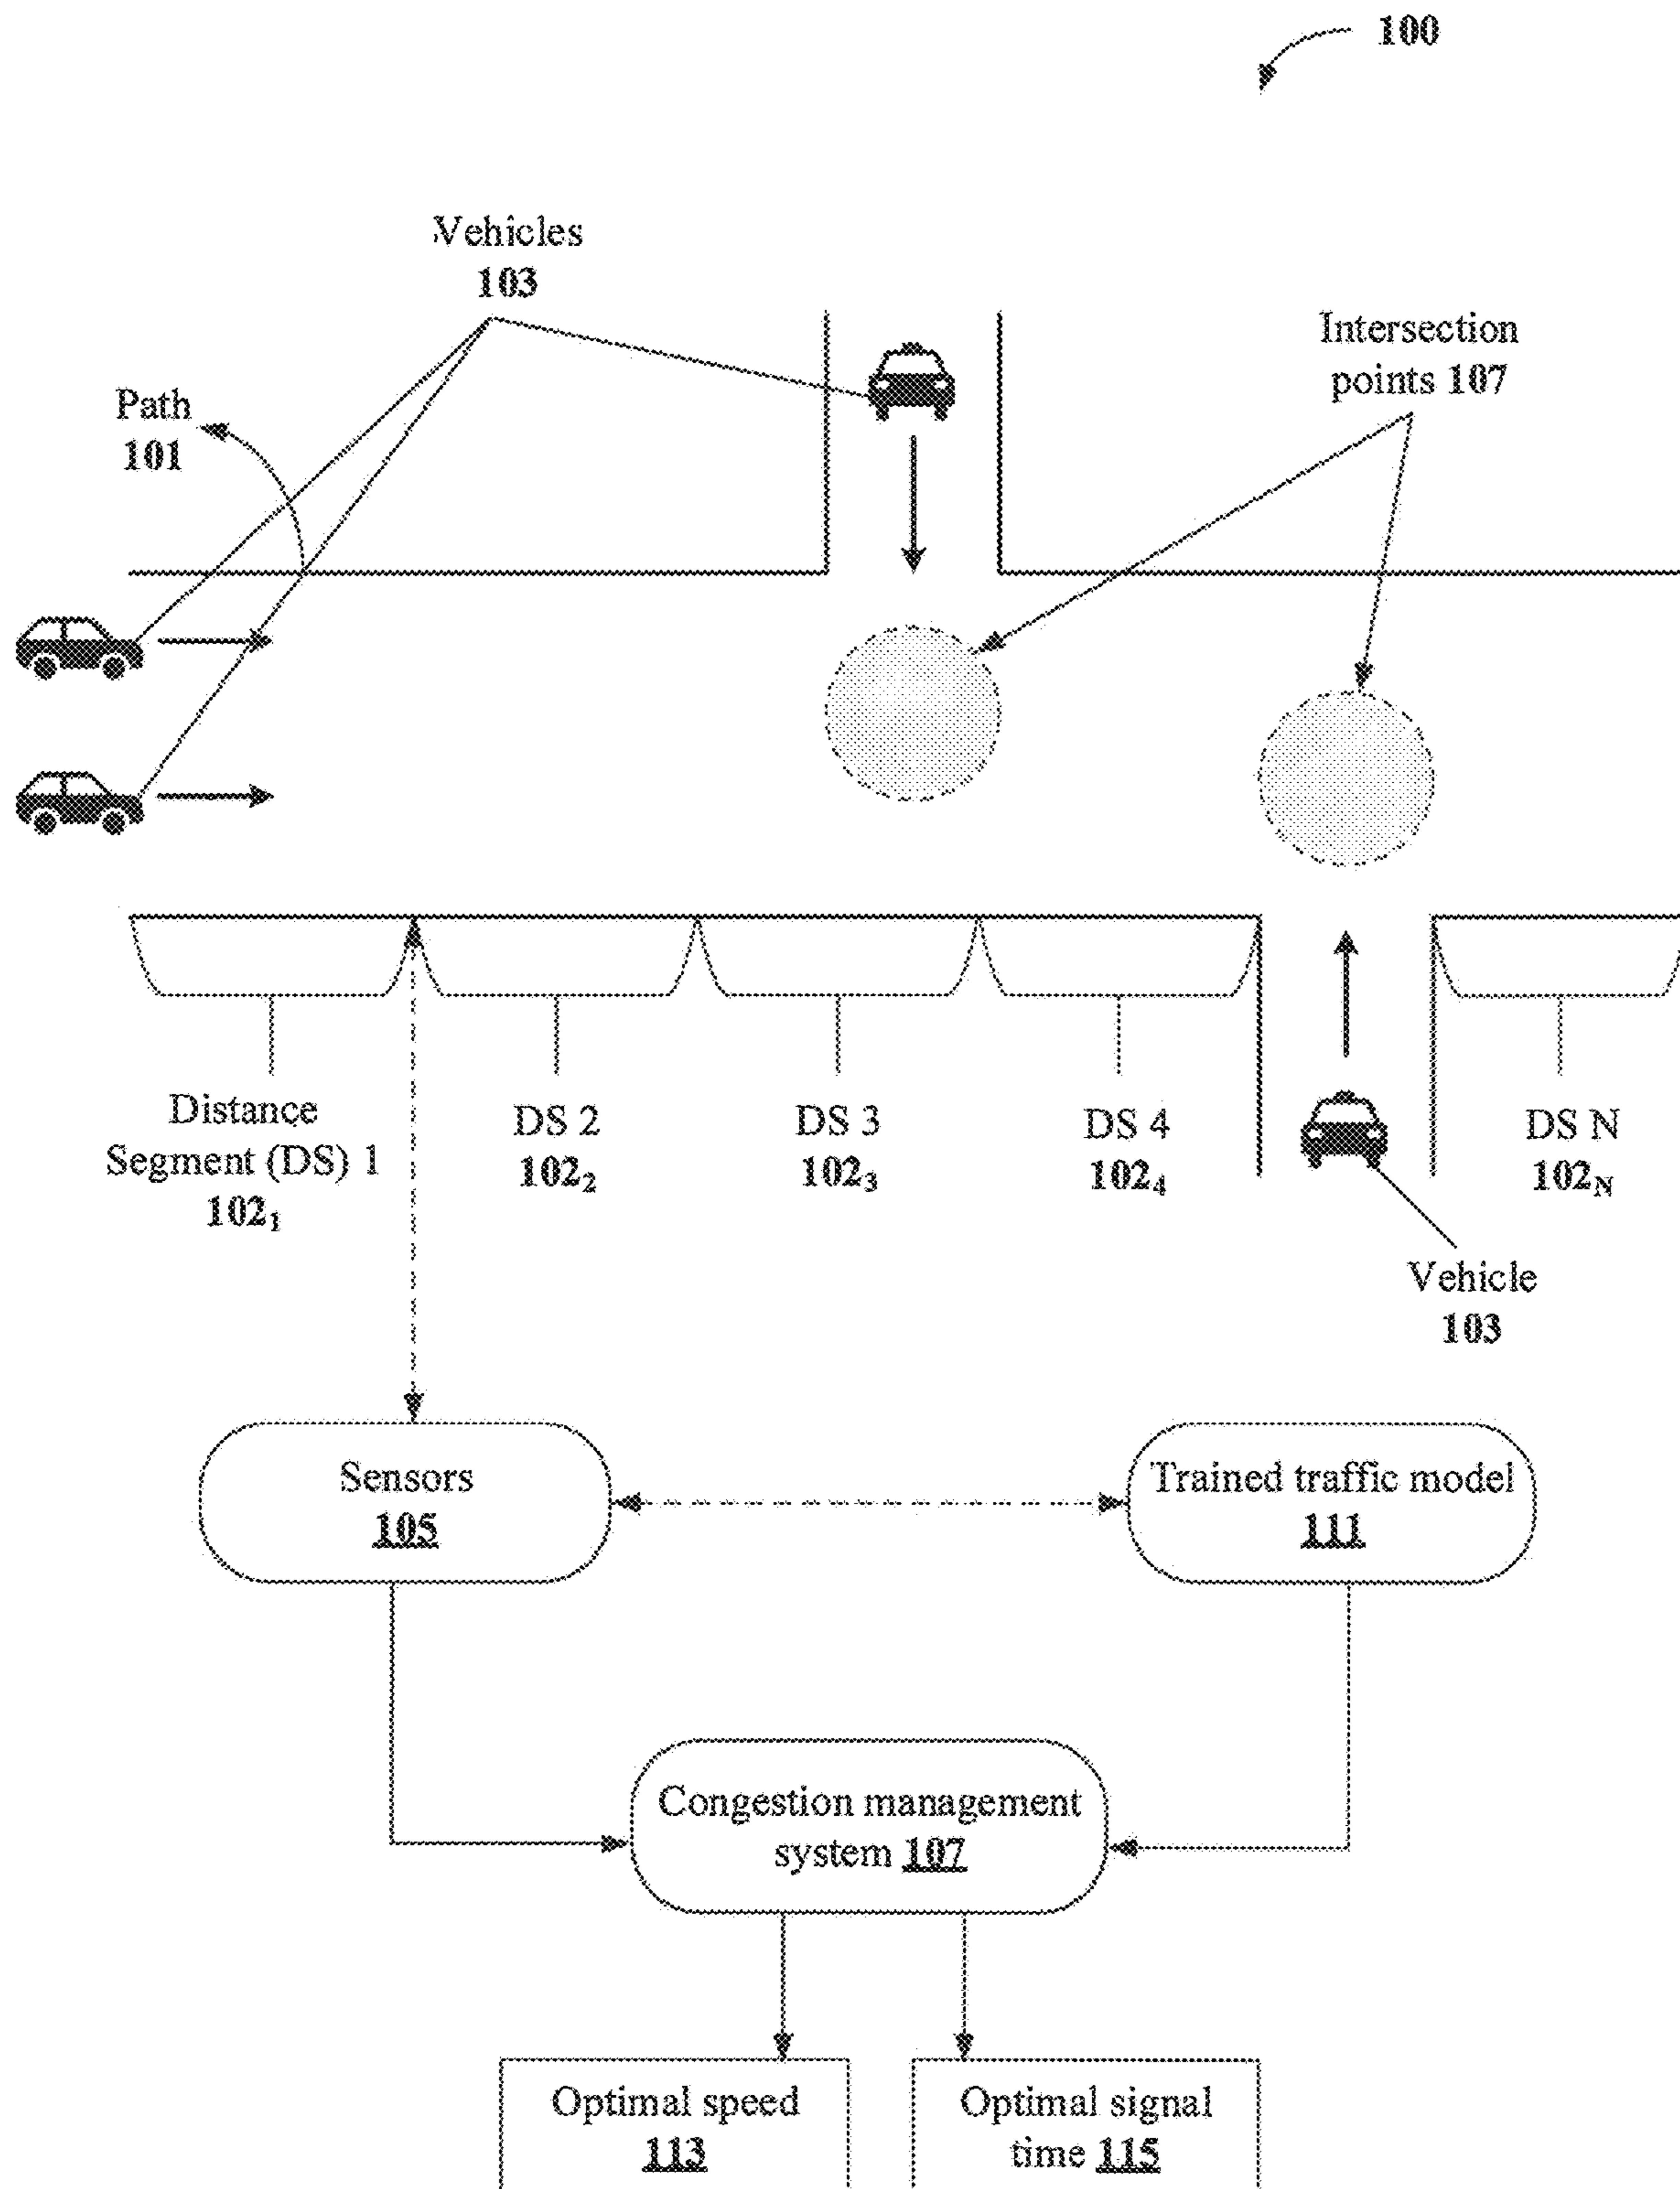 100
Vehicles
103
Intersection
points 107
Path
101
Distance
Segment (DS) 1
102₁
DS 2
102₂
DS 3
102₃
DS 4
102₄
DS N
102_N
Vehicle
103
Sensors
105
Trained traffic model
111
Congestion management
system 107
Optimal speed
113
Optimal signal
time 115